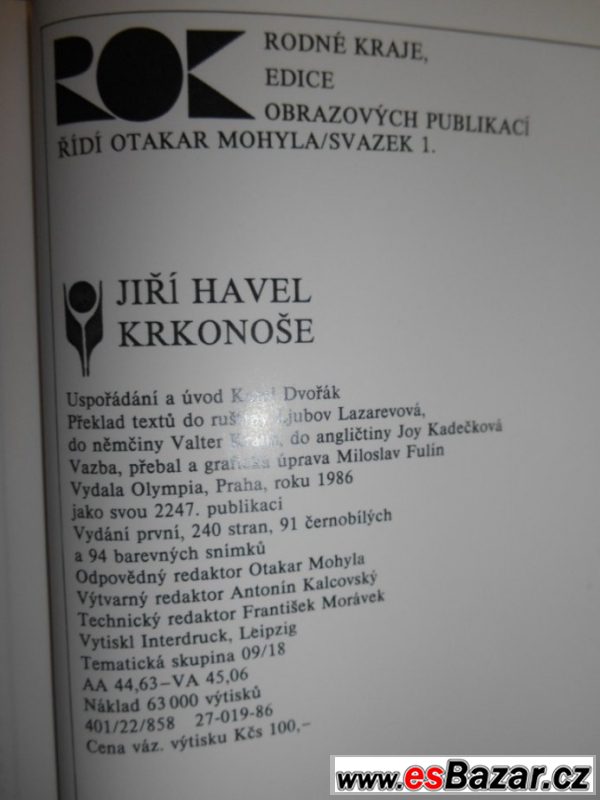 ROK
RODNÉ KRAJE,
EDICE
OBRAZOVÝCH PUBLIKACÍ
ŘÍDÍ OTAKAR MOHYLA/SVAZEK 1.
JIŘÍ HAVEL
KRKONOŠE
Uspořádání a úvod Karel Dvořák
Překlad textů do ruštiny Ljubov Lazarevová,
do němčiny Valter, do angličtiny Joy Kadečková
Vazba, přebal a grafická úprava Miloslav Fulín
Vydala Olympia, Praha, roku 1986
jako svou 2247. publikaci
Vydání první, 240 stran, 91 černobílých
a 94 barevných snímků
Odpovědný redaktor Otakar Mohyla
Výtvarný redaktor Antonín Kalcovský
Technický redaktor František Morávek
Vytiskl Interdruck, Leipzig
Tematická skupina 09/18
AA 44,63–VA 45,06
Náklad 63 000 výtisků
401/22/858 27-019-86
Cena váz. výtisku Kčs 100,–
www.esBazar.cz